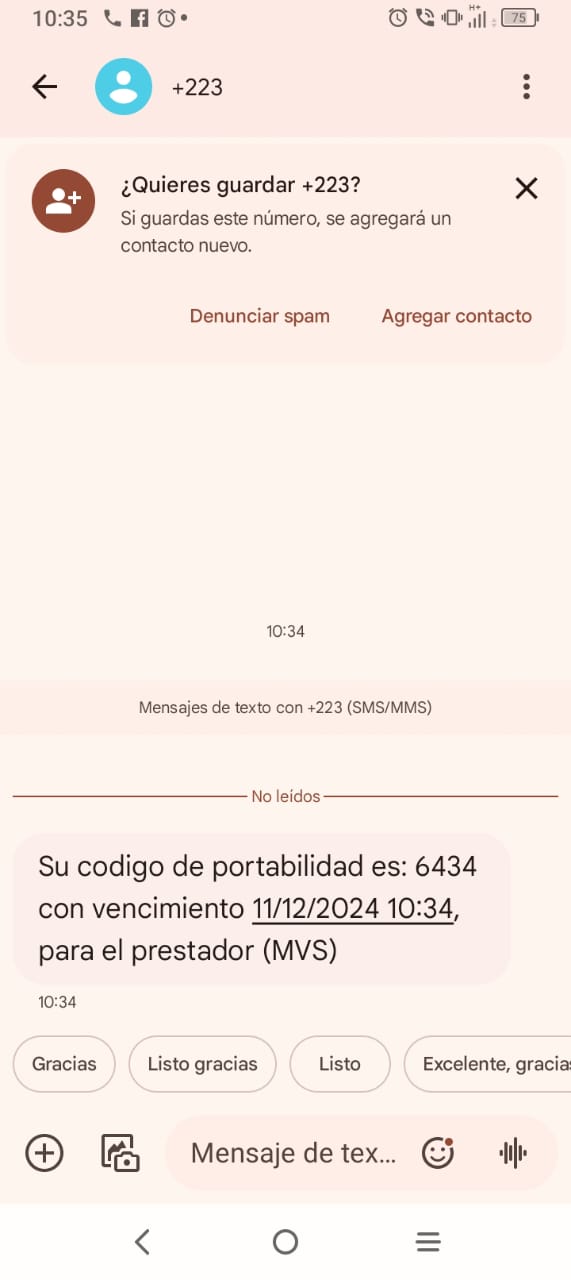 10:35
H+
75
+223
¿Quieres guardar +223?
Si guardas este número, se agregará un
contacto nuevo.
Denunciar spam
Agregar contacto
10:34
Mensajes de texto con +223 (SMS/MMS)
No leídos
Su codigo de portabilidad es: 6434
con vencimiento 11/12/2024 10:34,
para el prestador (MVS)
10:34
Gracias
Listo gracias
Listo
Excelente, gracias
Mensaje de tex...